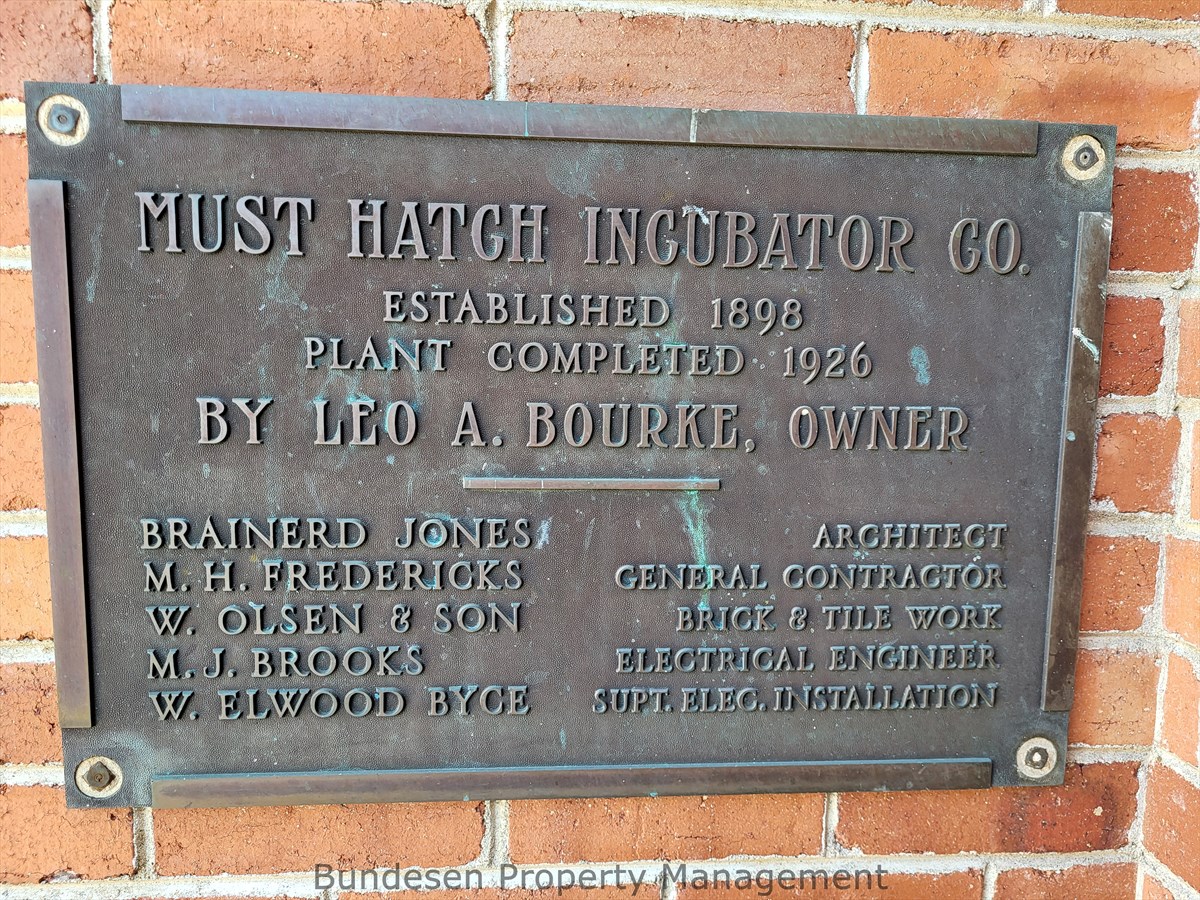 MUST HATCH INCUBATOR CO.
ESTABLISHED 1898
PLANT COMPLETED 1926
BY LEO A. BOURKE, OWNER
BRAINERD JONES ARCHITECT
M. H. FREDERICKS GENERAL CONTRACTOR
W. OLSEN & SON BRICK & TILE WORK
M. J. BROOKS ELECTRICAL ENGINEER
W. ELWOOD BYCE SUPT. ELEC. INSTALLATION
Bundesen Property Management